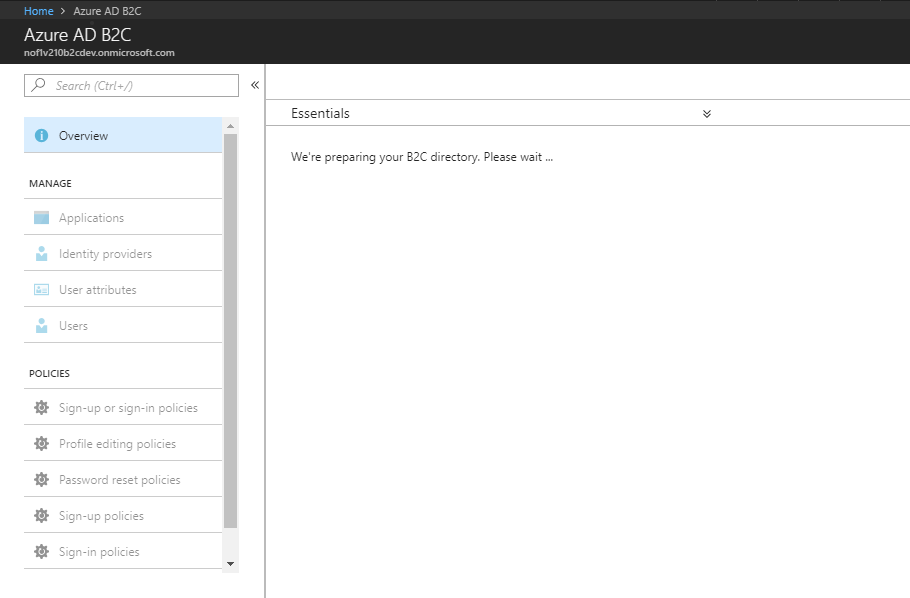 Home > Azure AD B2C
Azure AD B2C
nof1v210b2cdev.onmicrosoft.com
Search (Ctrl+/)
Essentials
Overview
We're preparing your B2C directory. Please wait ...
MANAGE
Applications
Identity providers
User attributes
Users
POLICIES
Sign-up or sign-in policies
Profile editing policies
Password reset policies
Sign-up policies
Sign-in policies